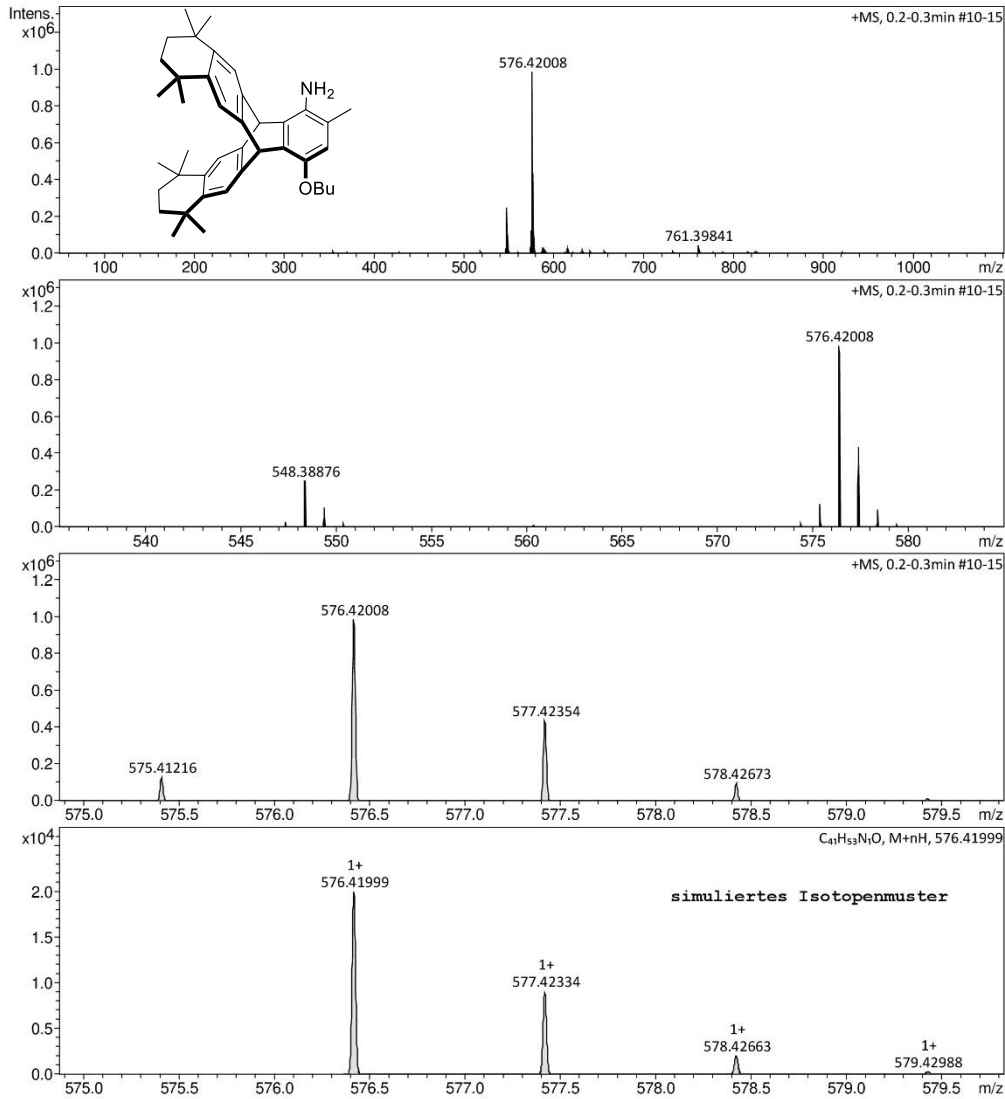 Intens.
x10⁶
+MS, 0.2-0.3min #10-15
1.0
0.8
0.6
0.4
0.2
0.0
NH₂
OBu
576.42008
761.39841
100 200 300 400 500 600 700 800 900 1000 m/z
x10⁶
+MS, 0.2-0.3min #10-15
1.2
1.0
0.8
0.6
0.4
0.2
0.0
548.38876
576.42008
540 545 550 555 560 565 570 575 580 m/z
x10⁶
+MS, 0.2-0.3min #10-15
1.2
1.0
0.8
0.6
0.4
0.2
0.0
575.41216
576.42008
577.42354
578.42673
575.0 575.5 576.0 576.5 577.0 577.5 578.0 578.5 579.0 579.5 m/z
x10⁴
C₄₁H₅₃N₁O, M+nH, 576.41999
2.0
1.5
1.0
0.5
0.0
1+
576.41999
simuliertes Isotopenmuster
1+
577.42334
1+
578.42663
1+
579.42988
575.0 575.5 576.0 576.5 577.0 577.5 578.0 578.5 579.0 579.5 m/z